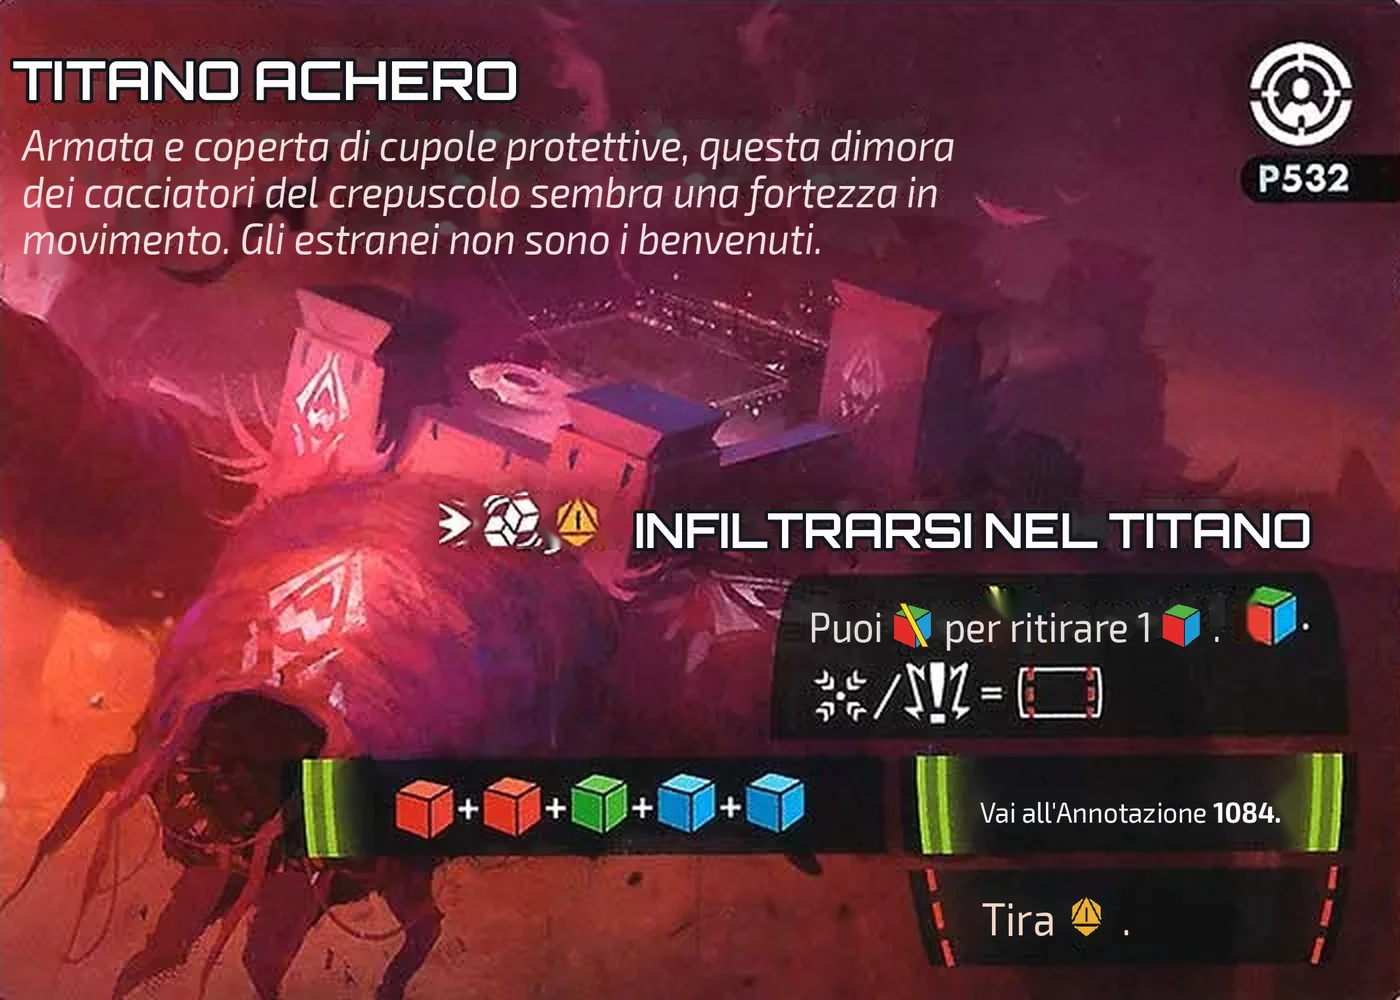 TITANO ACHERO
Armata e coperta di cupole protettive, questa dimora
dei cacciatori del crepuscolo sembra una fortezza in
movimento. Gli estranei non sono i benvenuti.
P532
INFILTRARSI NEL TITANO
Puoi per ritirare 1 . .
/ ! =
+ + + +
Vai all'Annotazione 1084.
Tira .